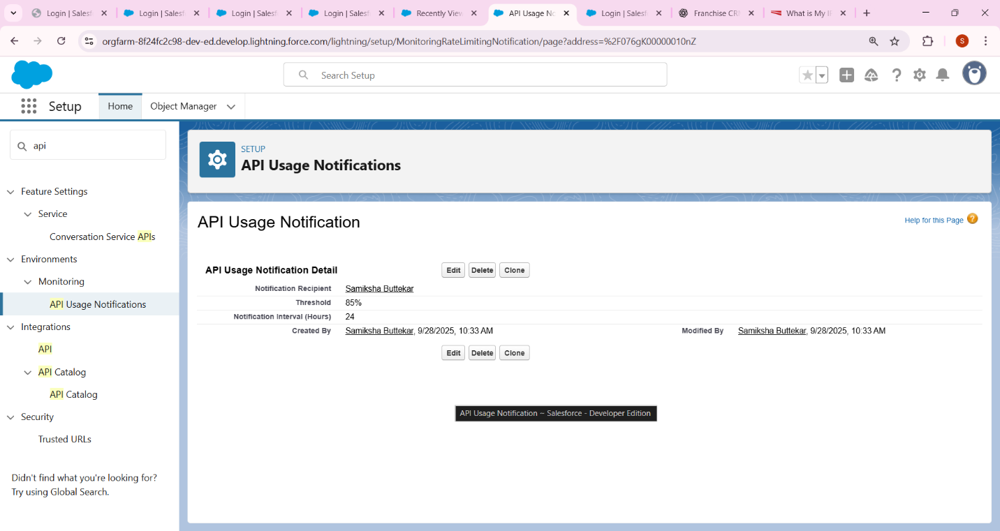 Login | Salesf
Login | Salesf
Login | Salesf
Login | Salesf
Recently View
API Usage No
Login | Salesf
Franchise CRM
What is My IP
orgfarm-8f24fc2c98-dev-ed.develop.lightning.force.com/lightning/setup/MonitoringRateLimitingNotification/page?address=%2F076gK00000010nZ
S
Search Setup
Setup
Home
Object Manager
api
Feature Settings
Service
Conversation Service APIs
Environments
Monitoring
API Usage Notifications
Integrations
API
API Catalog
API Catalog
Security
Trusted URLs
Didn't find what you're looking for?
Try using Global Search.
SETUP
API Usage Notifications
API Usage Notification
Help for this Page ?
API Usage Notification Detail
Edit Delete Clone
Notification Recipient Samiksha Buttekar
Threshold 85%
Notification Interval (Hours) 24
Created By Samiksha Buttekar, 9/28/2025, 10:33 AM Modified By Samiksha Buttekar, 9/28/2025, 10:33 AM
Edit Delete Clone
API Usage Notification ~ Salesforce - Developer Edition